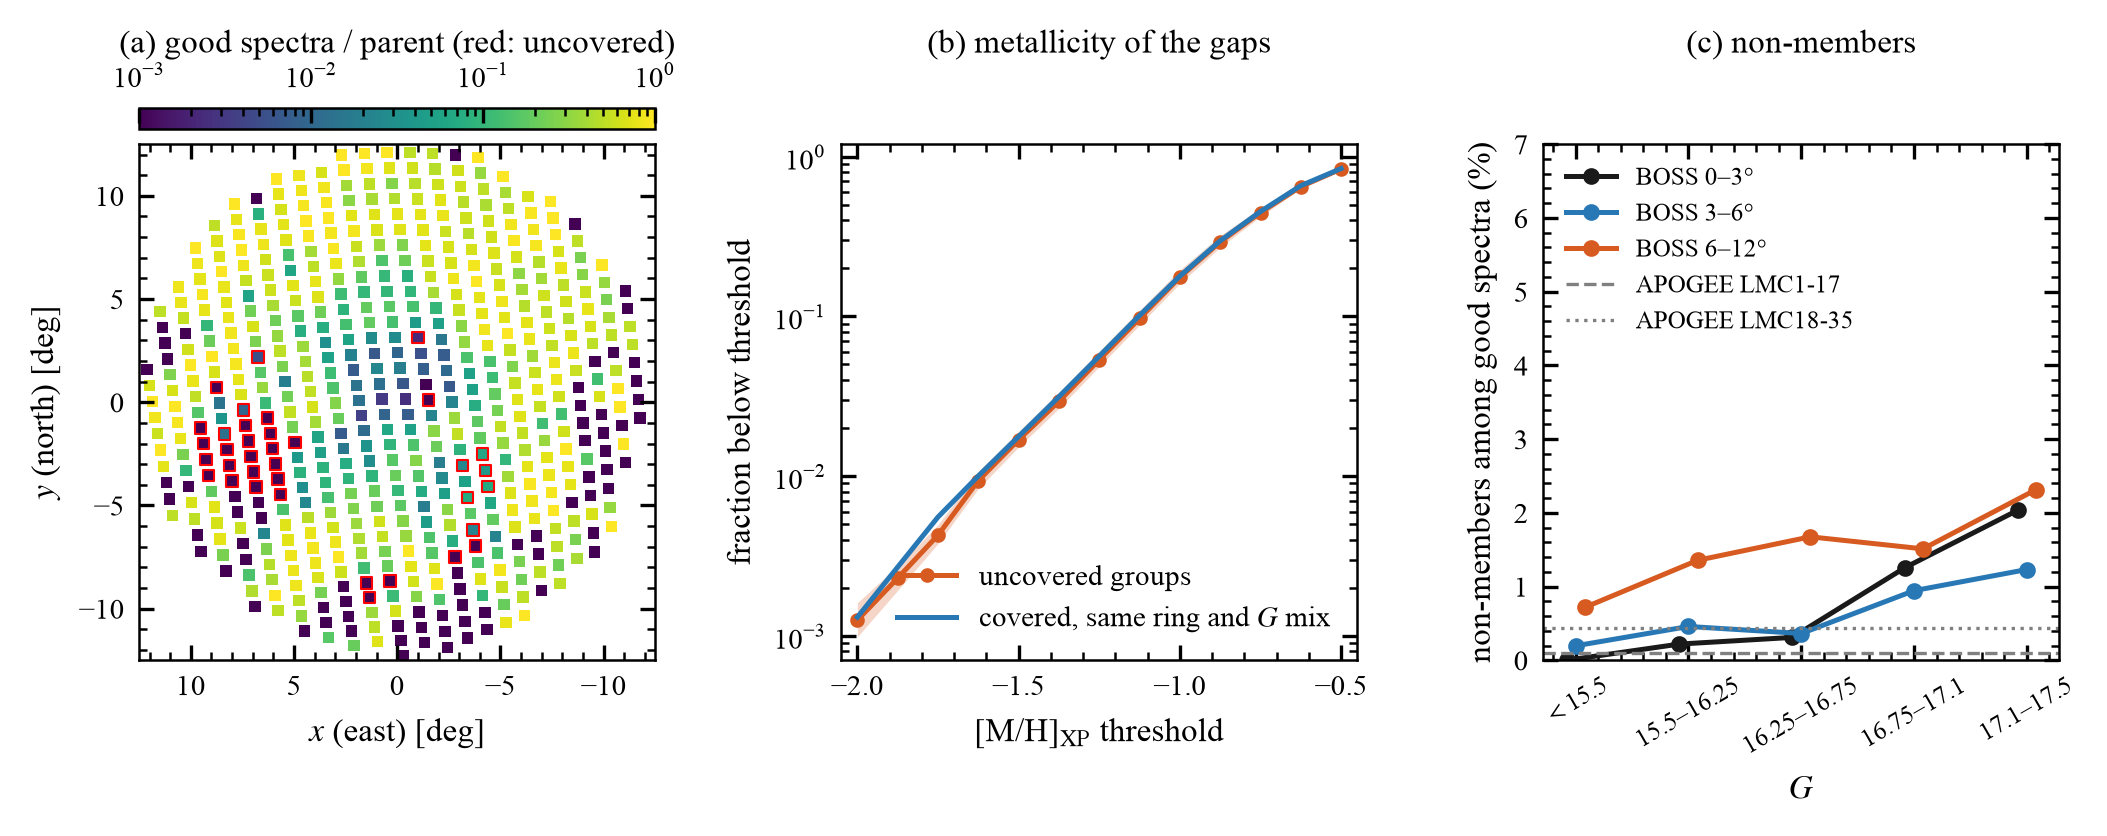 (a) good spectra / parent (red: uncovered)
10⁻³ 10⁻² 10⁻¹ 10⁰
10
5
0
−5
−10
y (north) [deg]
10 5 0 −5 −10
x (east) [deg]
(b) metallicity of the gaps
10⁰
10⁻¹
10⁻²
10⁻³
fraction below threshold
uncovered groups
covered, same ring and G mix
−2.0 −1.5 −1.0 −0.5
[M/H]XP threshold
(c) non-members
7
6
5
4
3
2
1
0
non-members among good spectra (%)
BOSS 0–3°
BOSS 3–6°
BOSS 6–12°
APOGEE LMC1-17
APOGEE LMC18-35
< 15.5
15.5–16.25
16.25–16.75
16.75–17.1
17.1–17.5
G